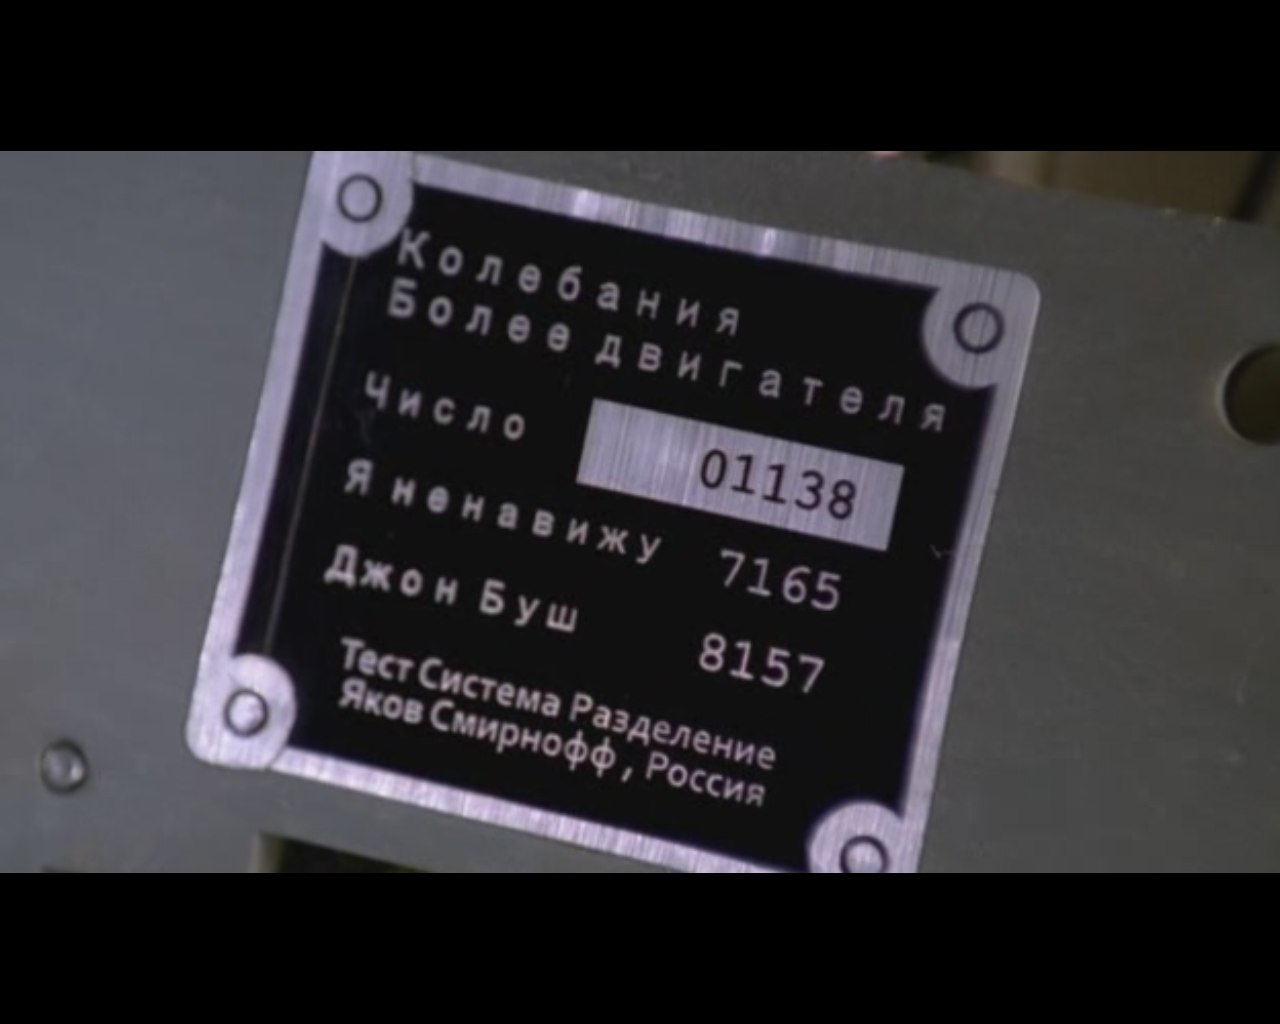 Колебания
Более двигателя
Число 01138
Я ненавижу 7165
Джон Буш 8157
Тест Система Разделение
Яков Смирнофф, Россия